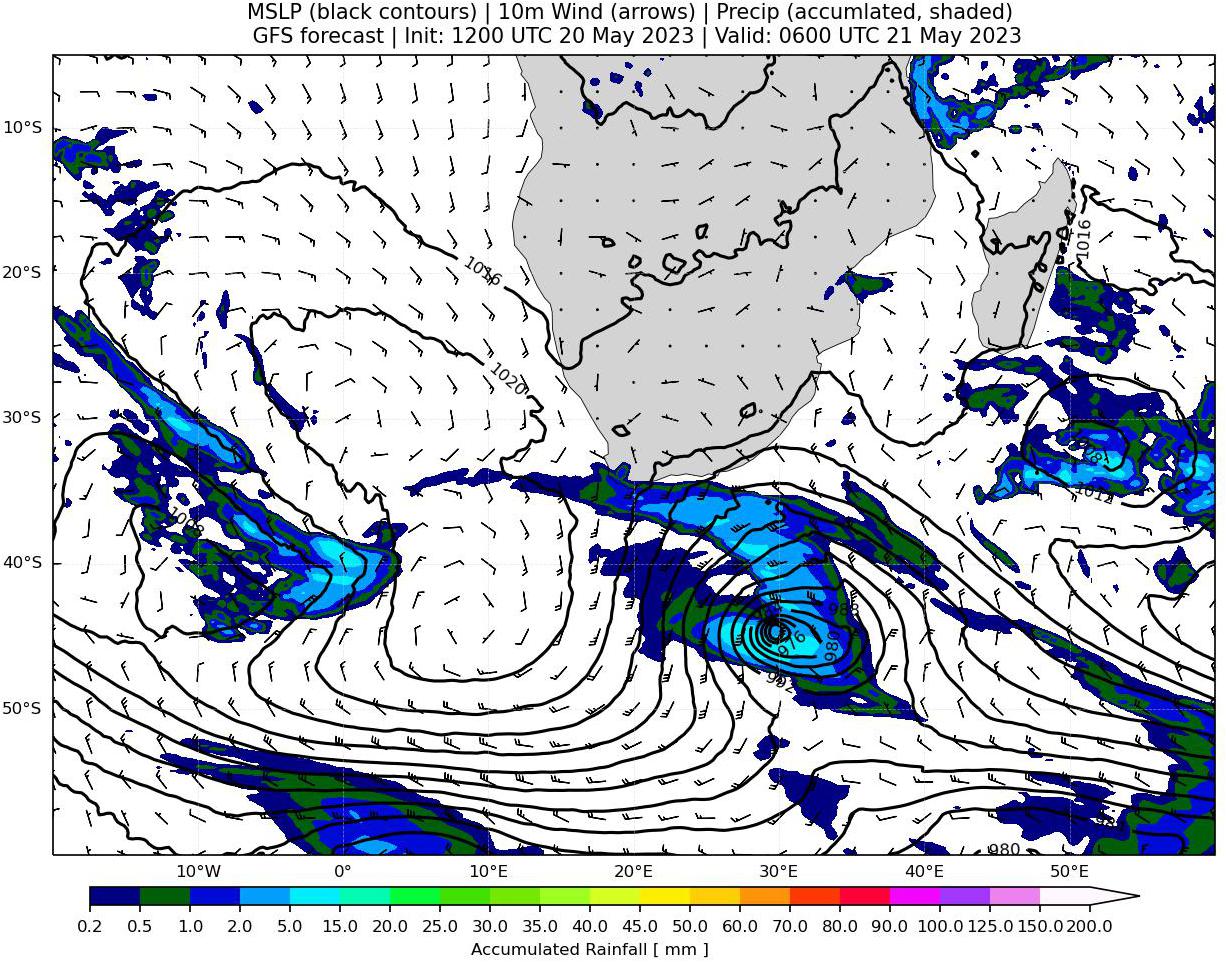 MSLP (black contours) | 10m Wind (arrows) | Precip (accumlated, shaded)
GFS forecast | Init: 1200 UTC 20 May 2023 | Valid: 0600 UTC 21 May 2023
10°S
1016
1016
20°S
1020
30°S
1008
1012
1008
40°S
988
976
980
992
50°S
980
10°W 0° 10°E 20°E 30°E 40°E 50°E
0.2 0.5 1.0 2.0 5.0 10.0 15.0 20.0 25.0 30.0 35.0 40.0 45.0 50.0 60.0 70.0 80.0 90.0 100.0 125.0 150.0 200.0
Accumulated Rainfall [ mm ]